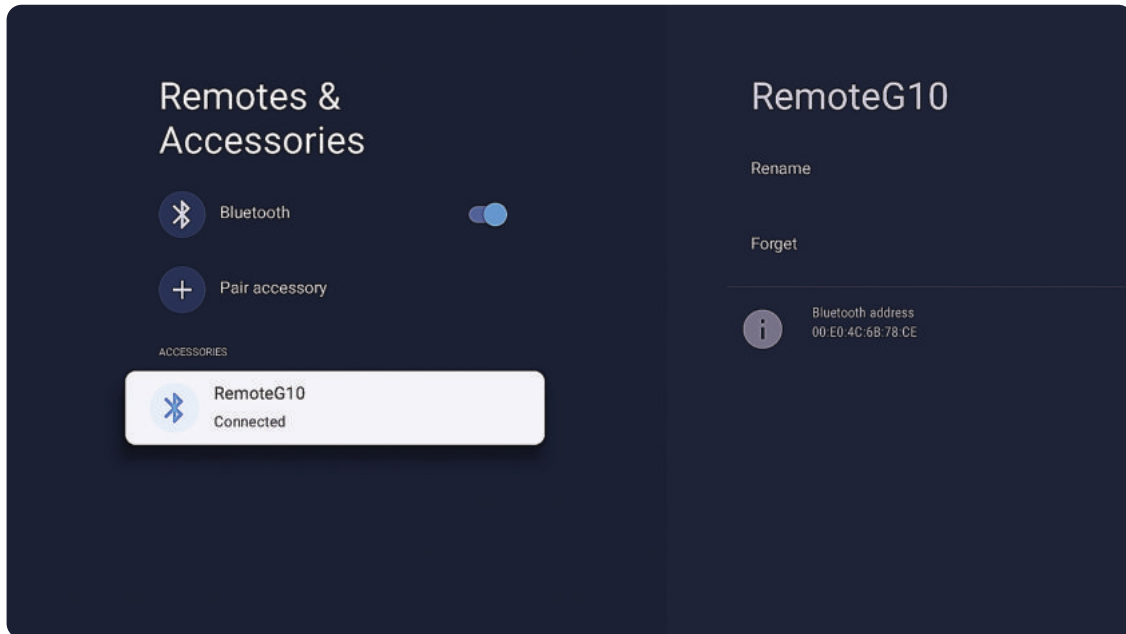 Remotes &
Accessories
Bluetooth
Pair accessory
ACCESSORIES
RemoteG10
Connected
RemoteG10
Rename
Forget
Bluetooth address
00:E0:4C:6B:78:CE